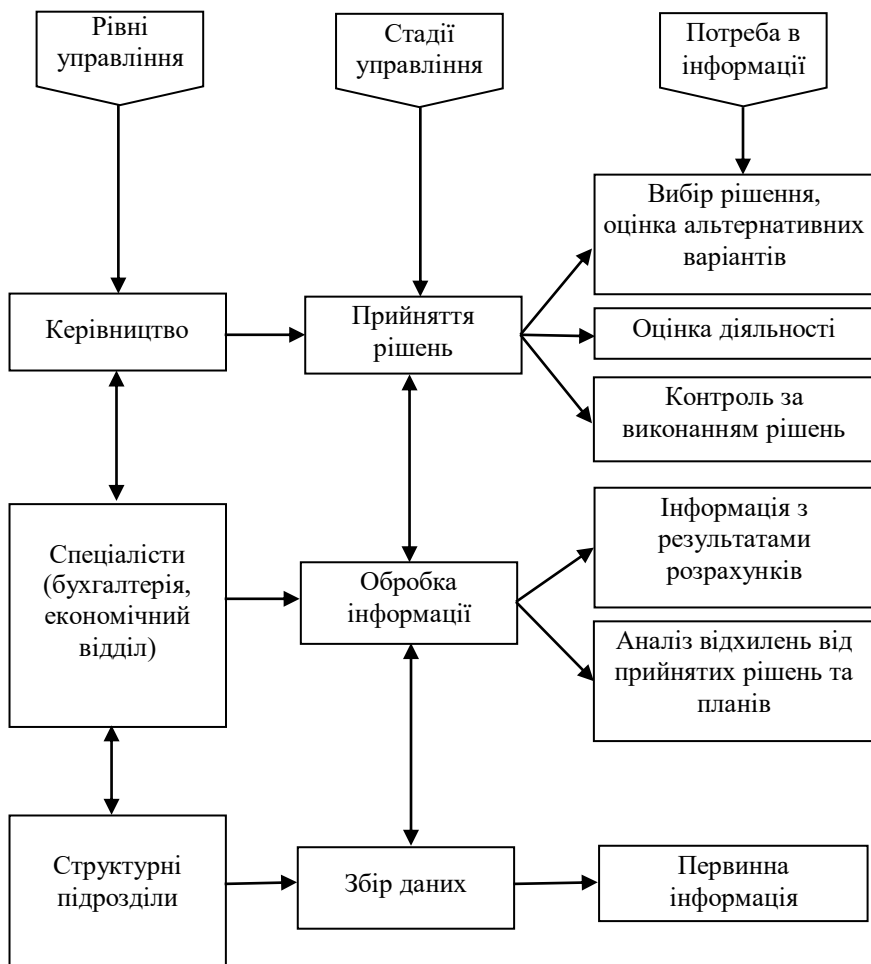 Рівні
управління
Стадії
управління
Потреба в
інформації
Вибір рішення,
оцінка альтернативних
варіантів
Керівництво
Прийняття
рішень
Оцінка діяльності
Контроль за
виконанням рішень
Спеціалісти
(бухгалтерія,
економічний
відділ)
Обробка
інформації
Інформація з
результатами
розрахунків
Аналіз відхилень від
прийнятих рішень та
планів
Структурні
підрозділи
Збір даних
Первинна
інформація